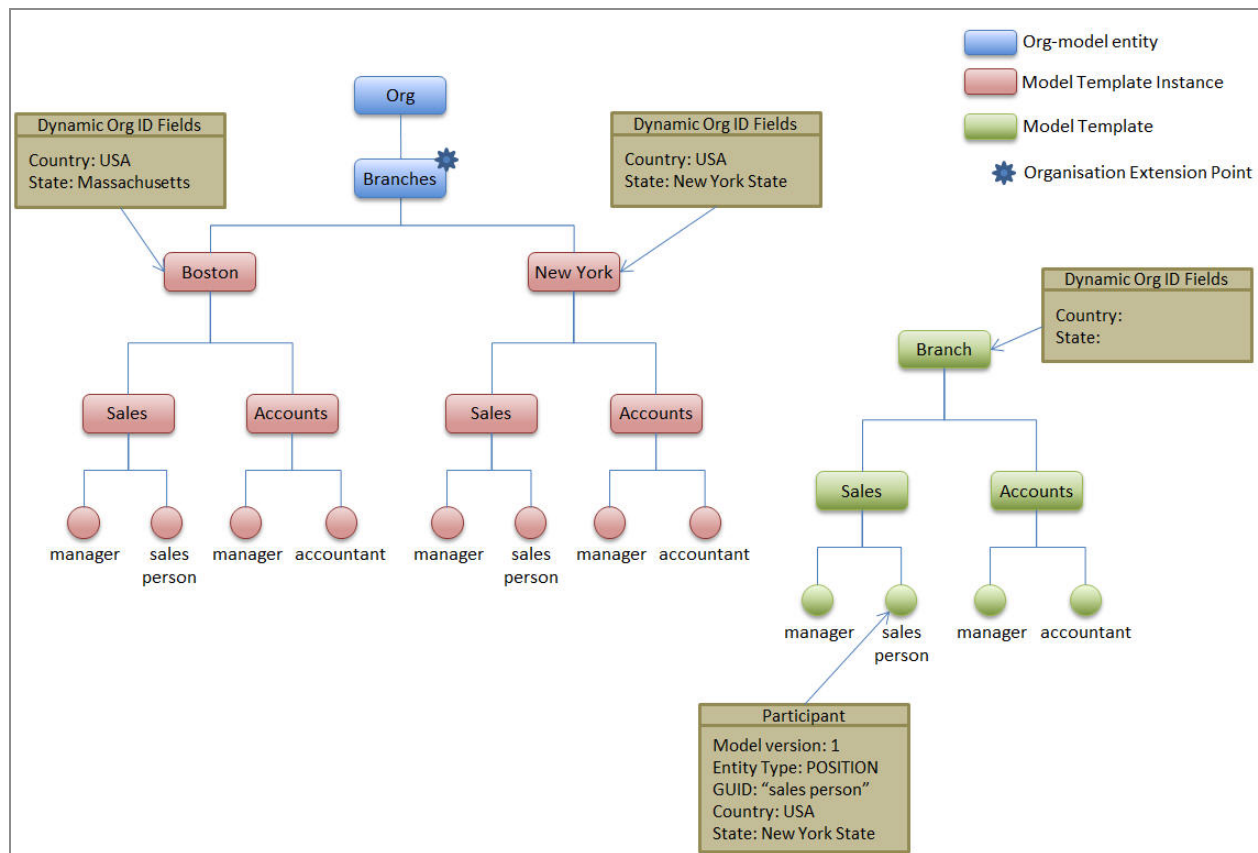 Org-model entity
Model Template Instance
Model Template
Organisation Extension Point
Org
Branches
Dynamic Org ID Fields
Country: USA
State: Massachusetts
Dynamic Org ID Fields
Country: USA
State: New York State
Boston
New York
Sales
Accounts
Sales
Accounts
manager
sales
person
manager
accountant
manager
sales
person
manager
accountant
Dynamic Org ID Fields
Country:
State:
Branch
Sales
Accounts
manager
sales
person
manager
accountant
Participant
Model version: 1
Entity Type: POSITION
GUID: “sales person”
Country: USA
State: New York State